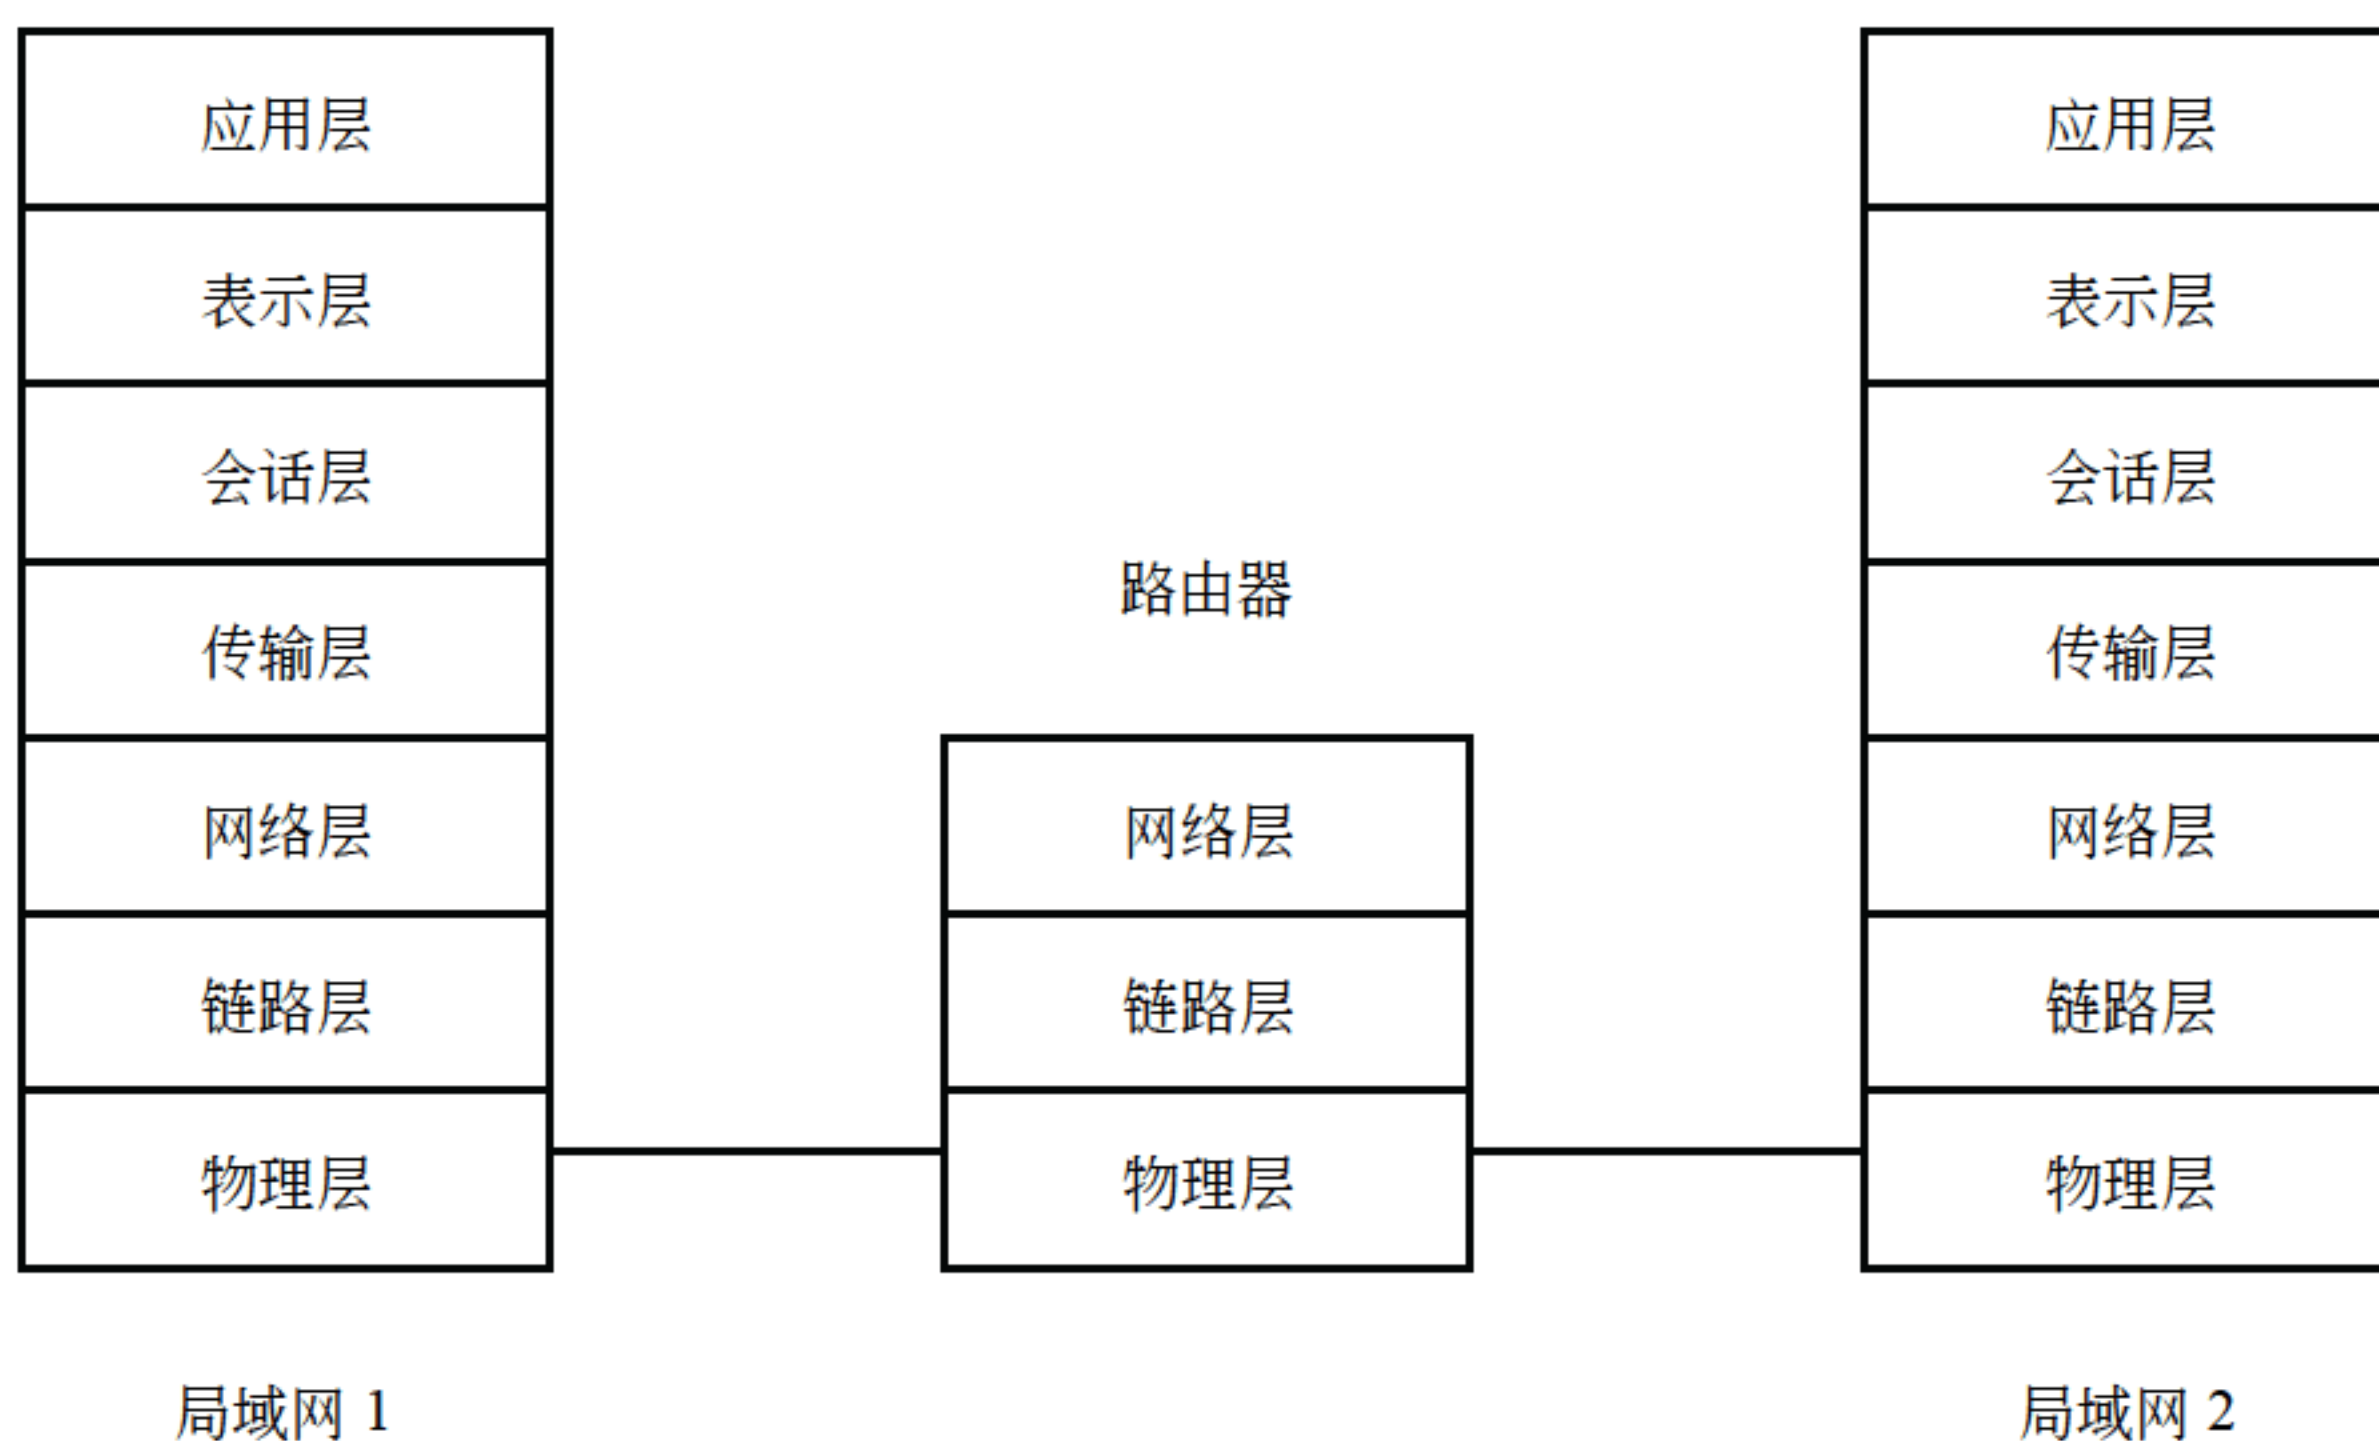 应用层
表示层
会话层
传输层
网络层
链路层
物理层
局域网 1
路由器
网络层
链路层
物理层
应用层
表示层
会话层
传输层
网络层
链路层
物理层
局域网 2